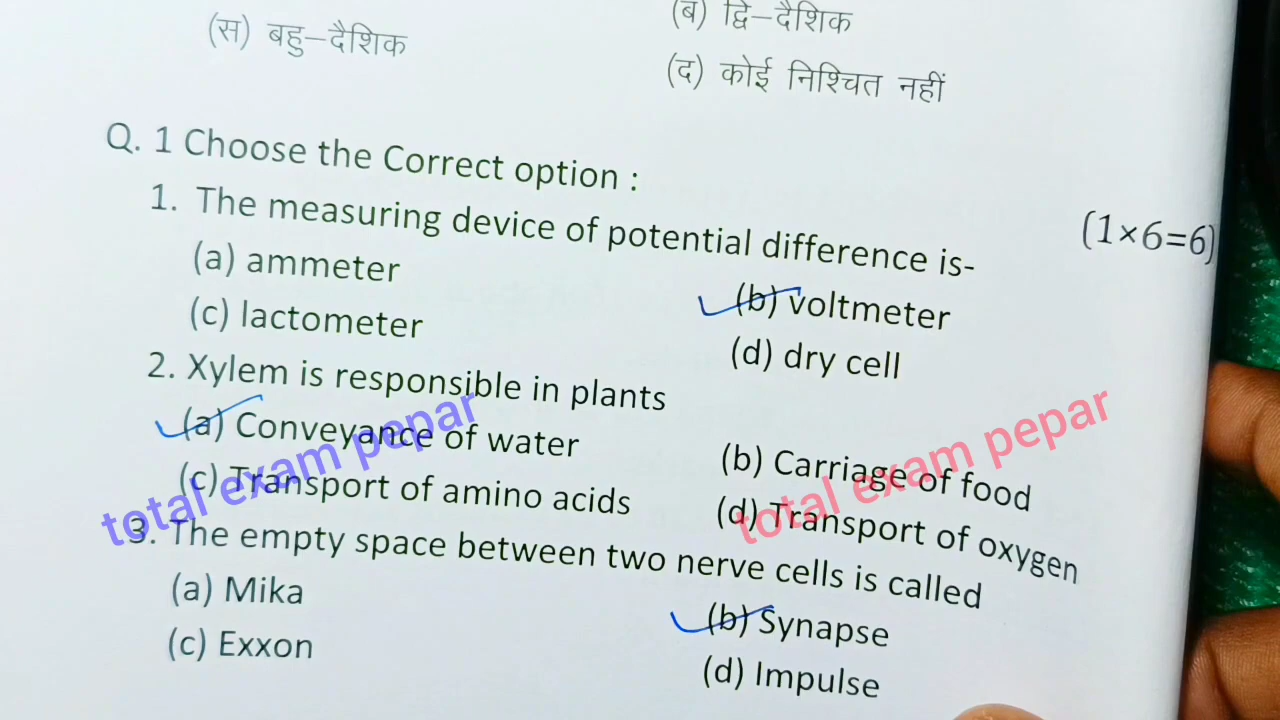 (ब) द्वि–दैशिक
(स) बहु–दैशिक
(द) कोई निश्चित नहीं
Q. 1 Choose the Correct option :
(1×6=6)
1. The measuring device of potential difference is-
(a) ammeter
(b) voltmeter
(c) lactometer
(d) dry cell
2. Xylem is responsible in plants
(a) Conveyance of water
(b) Carriage of food
(c) Transport of amino acids
(d) Transport of oxygen
3. The empty space between two nerve cells is called
(a) Mika
(b) Synapse
(c) Exxon
(d) Impulse
total exam pepar
total exam pepar